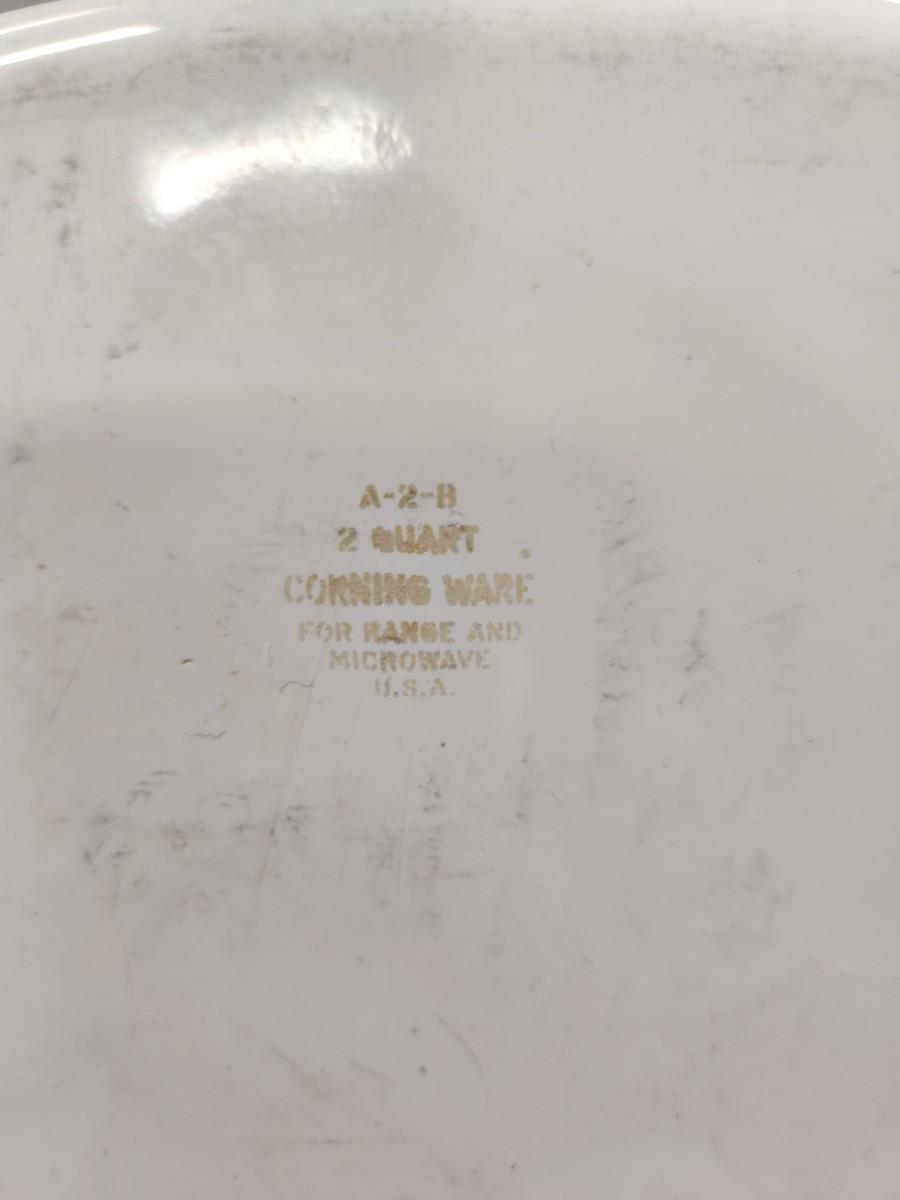 A-2-B
2 QUART
CORNING WARE
FOR RANGE AND
MICROWAVE
U.S.A.